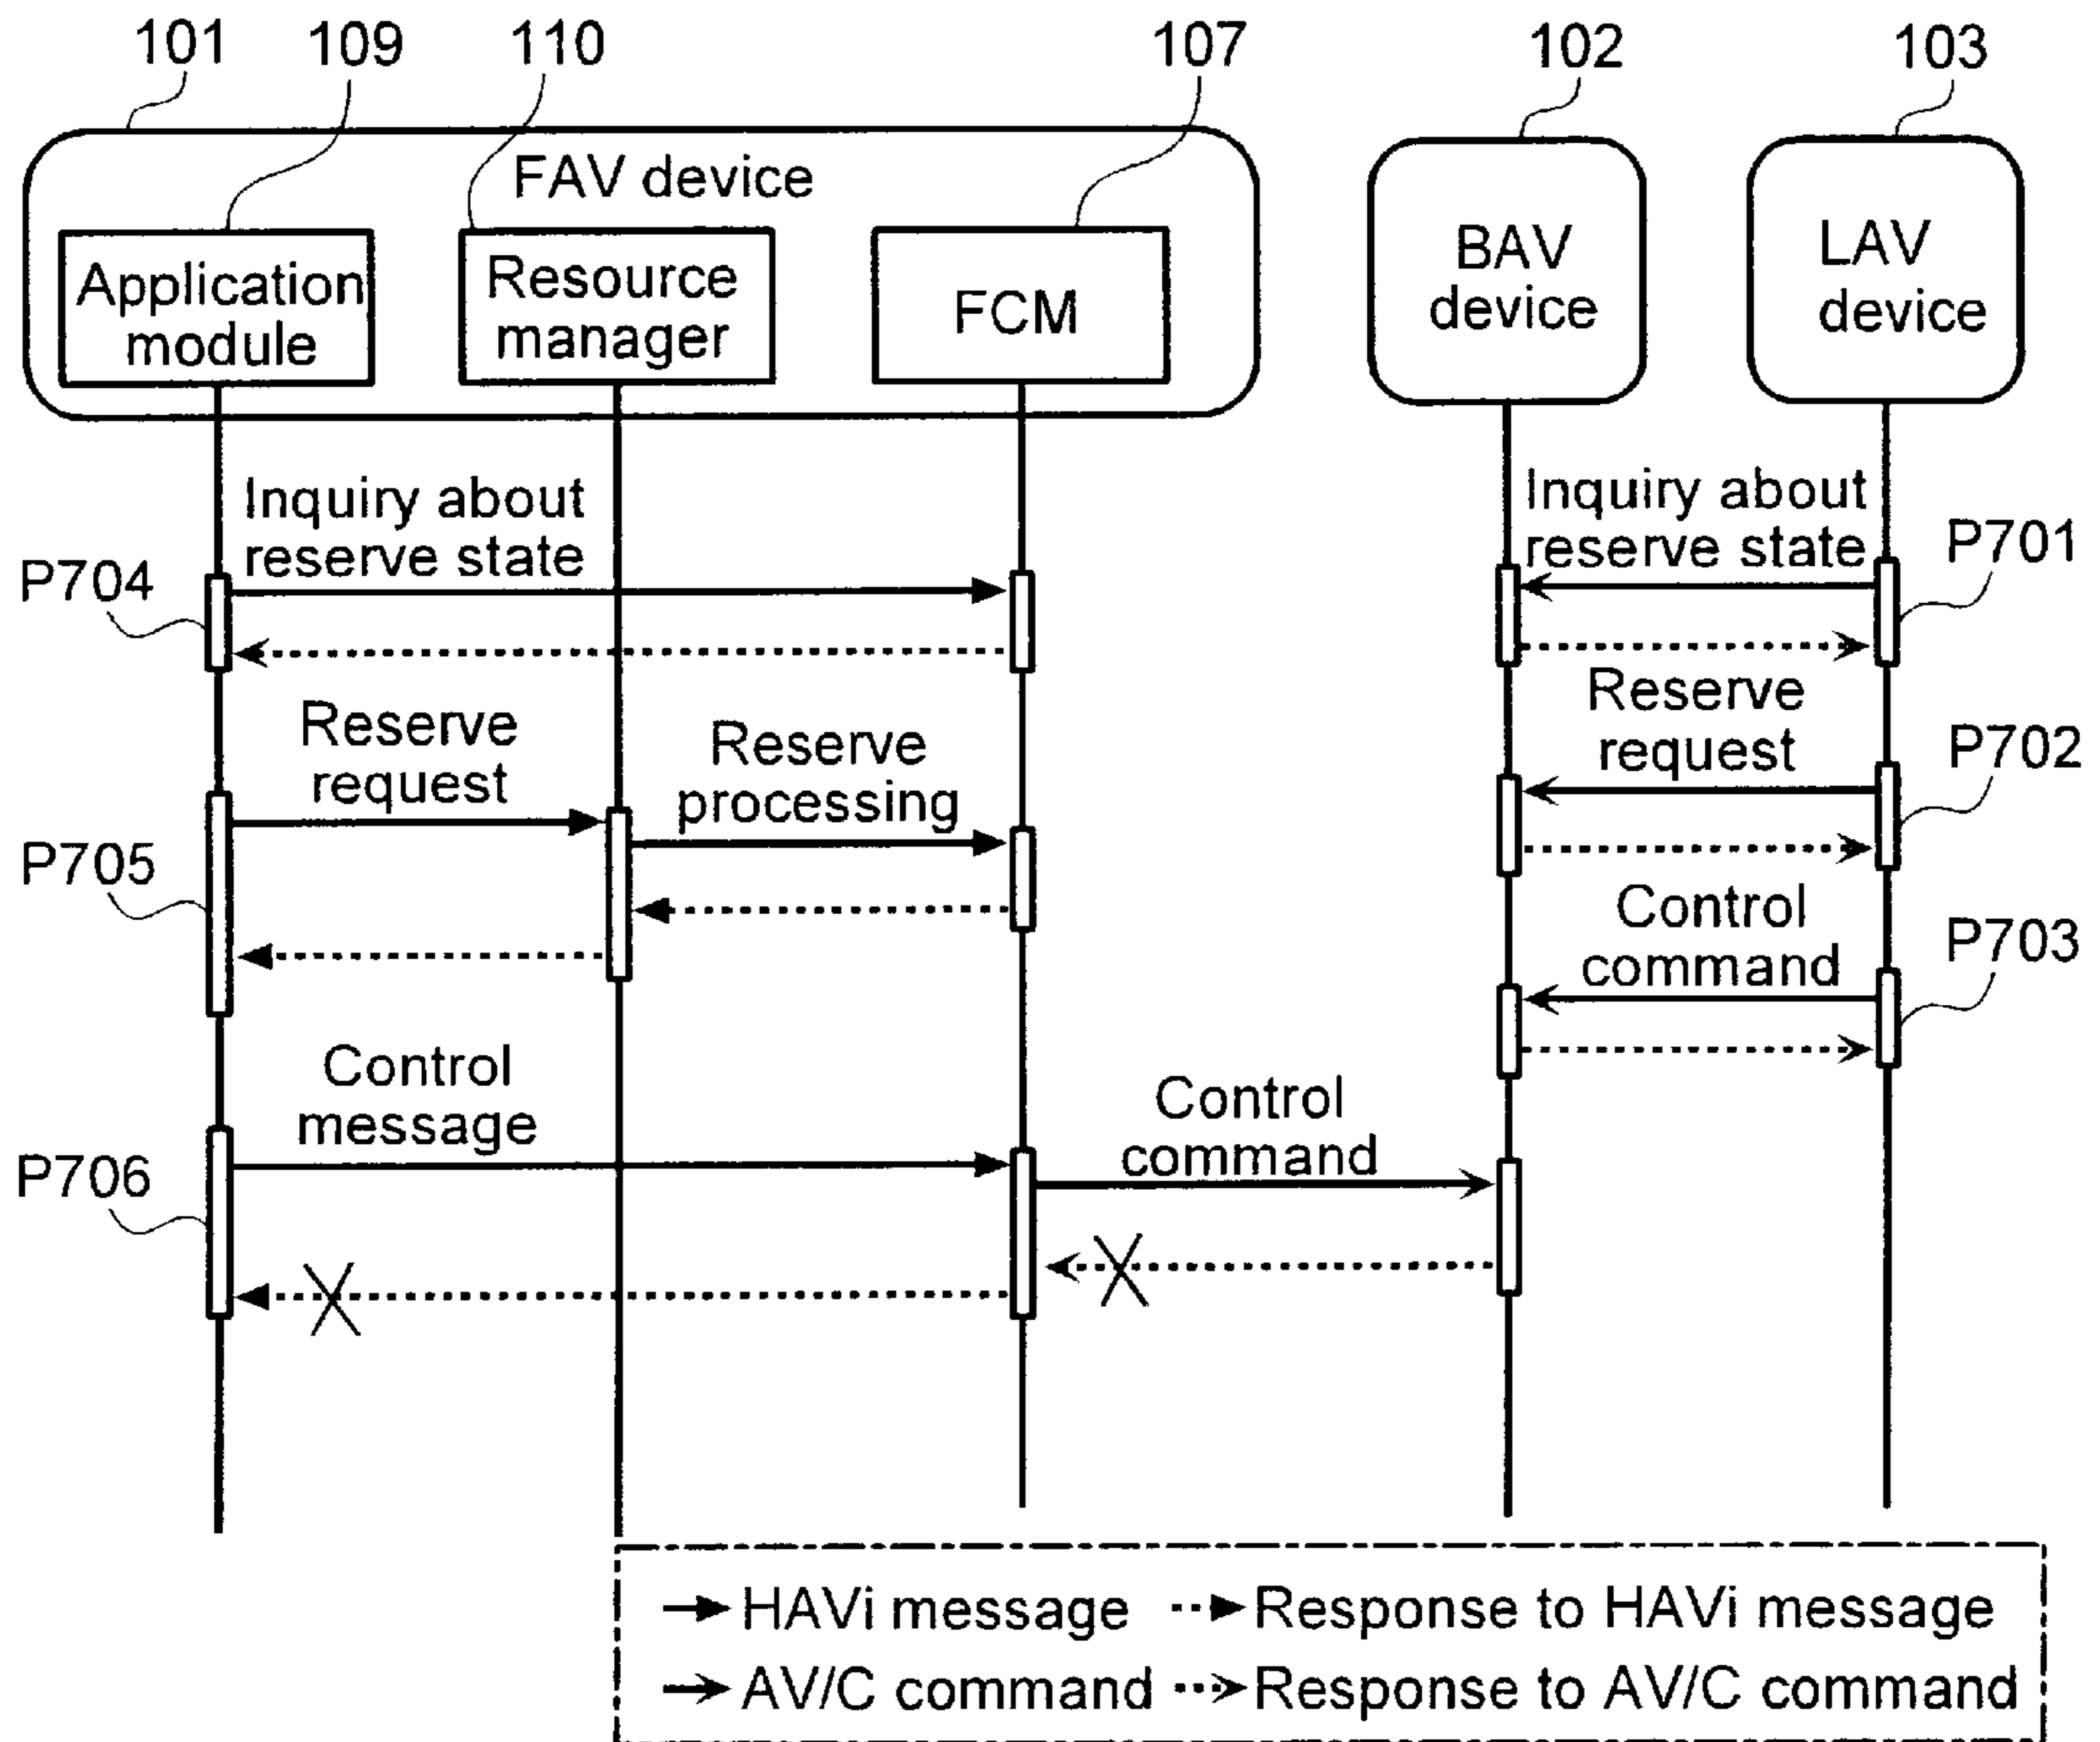 101
109
110
107
102
103
FAV device
Application
module
Resource
manager
FCM
BAV
device
LAV
device
Inquiry about
reserve state
Inquiry about
reserve state
P701
P704
Reserve
request
P702
Reserve
request
Reserve
processing
P705
Control
command
P703
Control
message
Control
command
P706
HAVi message
Response to HAVi message
AV/C command
Response to AV/C command